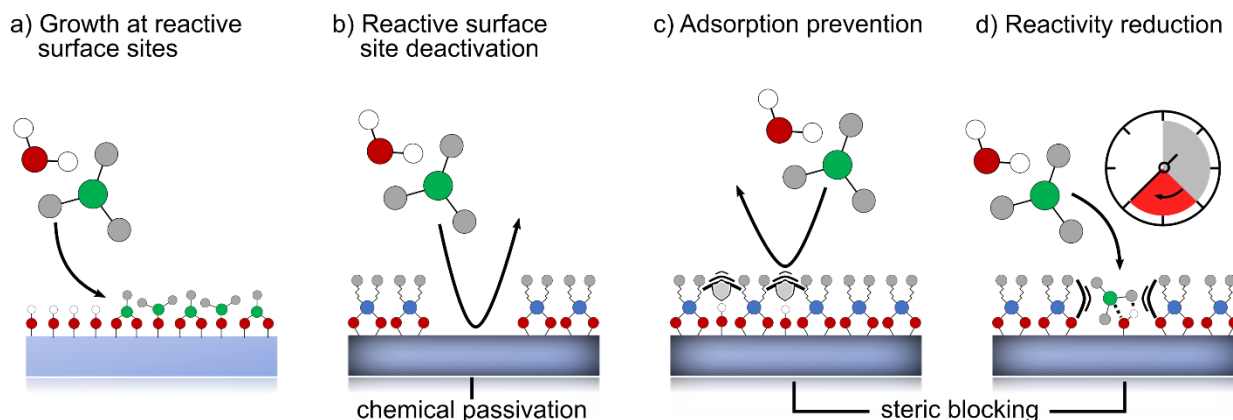 a) Growth at reactive
surface sites
b) Reactive surface
site deactivation
c) Adsorption prevention
d) Reactivity reduction
chemical passivation
steric blocking